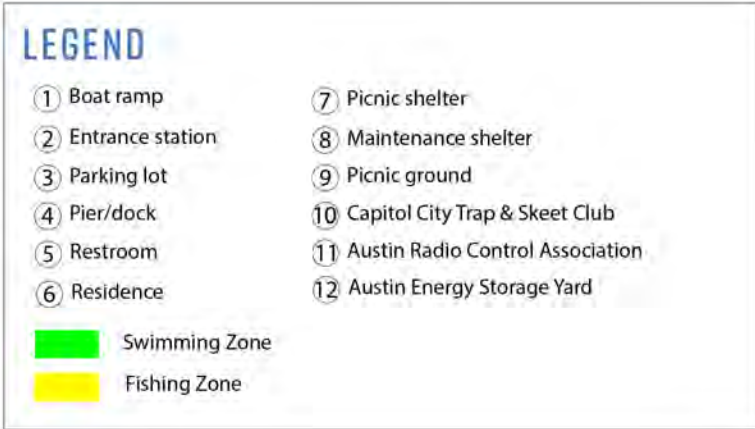 LEGEND
1 Boat ramp
2 Entrance station
3 Parking lot
4 Pier/dock
5 Restroom
6 Residence
7 Picnic shelter
8 Maintenance shelter
9 Picnic ground
10 Capitol City Trap & Skeet Club
11 Austin Radio Control Association
12 Austin Energy Storage Yard
Swimming Zone
Fishing Zone